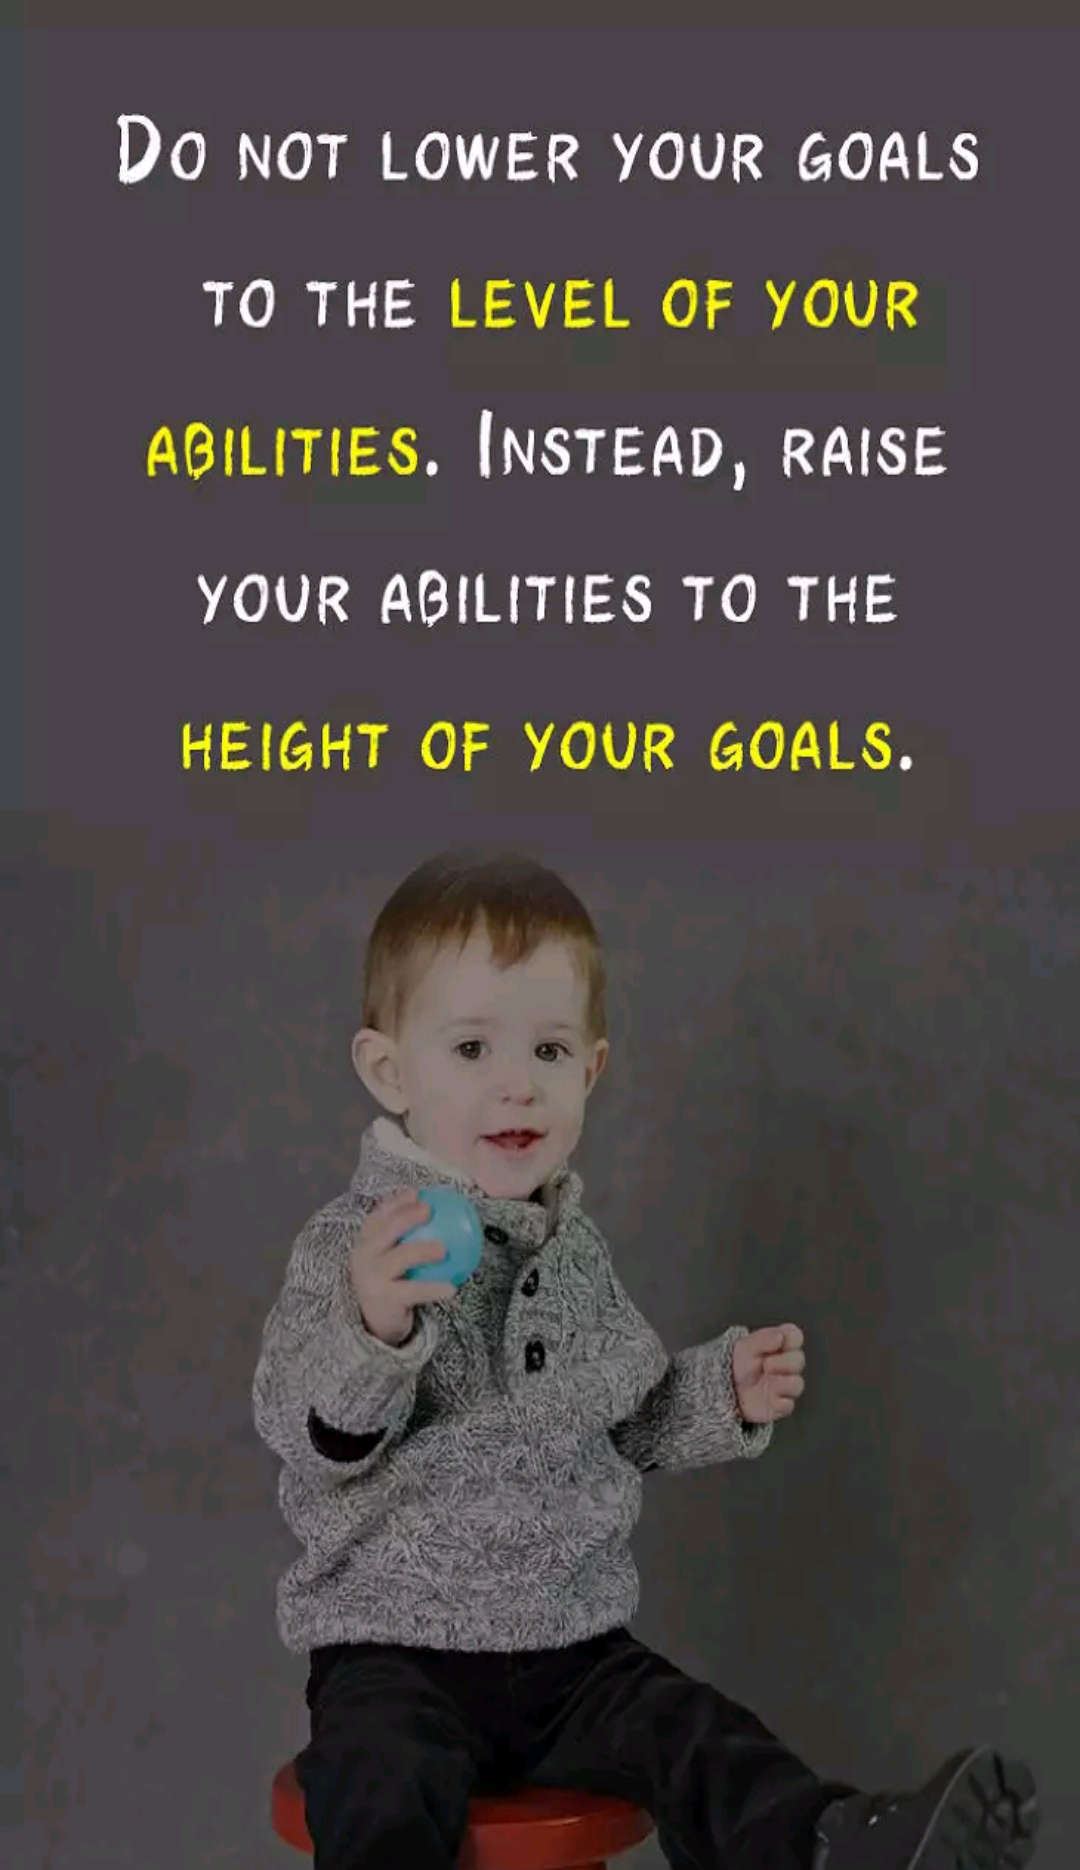 Do not lower your goals
to the level of your
abilities. Instead, raise
your abilities to the
height of your goals.